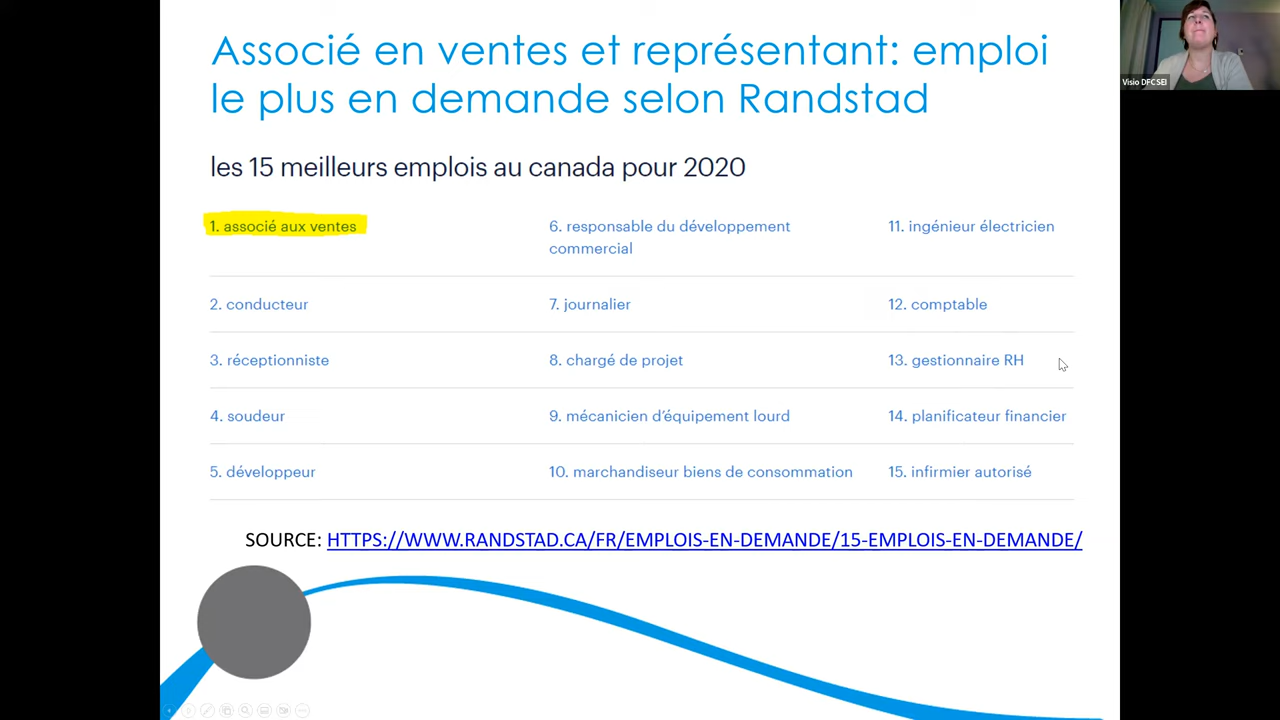 Associé en ventes et représentant: emploi
le plus en demande selon Randstad
les 15 meilleurs emplois au canada pour 2020
1. associé aux ventes
2. conducteur
3. réceptionniste
4. soudeur
5. développeur
6. responsable du développement
commercial
7. journalier
8. chargé de projet
9. mécanicien d'équipement lourd
10. marchandiseur biens de consommation
11. ingénieur électricien
12. comptable
13. gestionnaire RH
14. planificateur financier
15. infirmier autorisé
SOURCE: HTTPS://WWW.RANDSTAD.CA/FR/EMPLOIS-EN-DEMANDE/15-EMPLOIS-EN-DEMANDE/
Visio DFCSEI